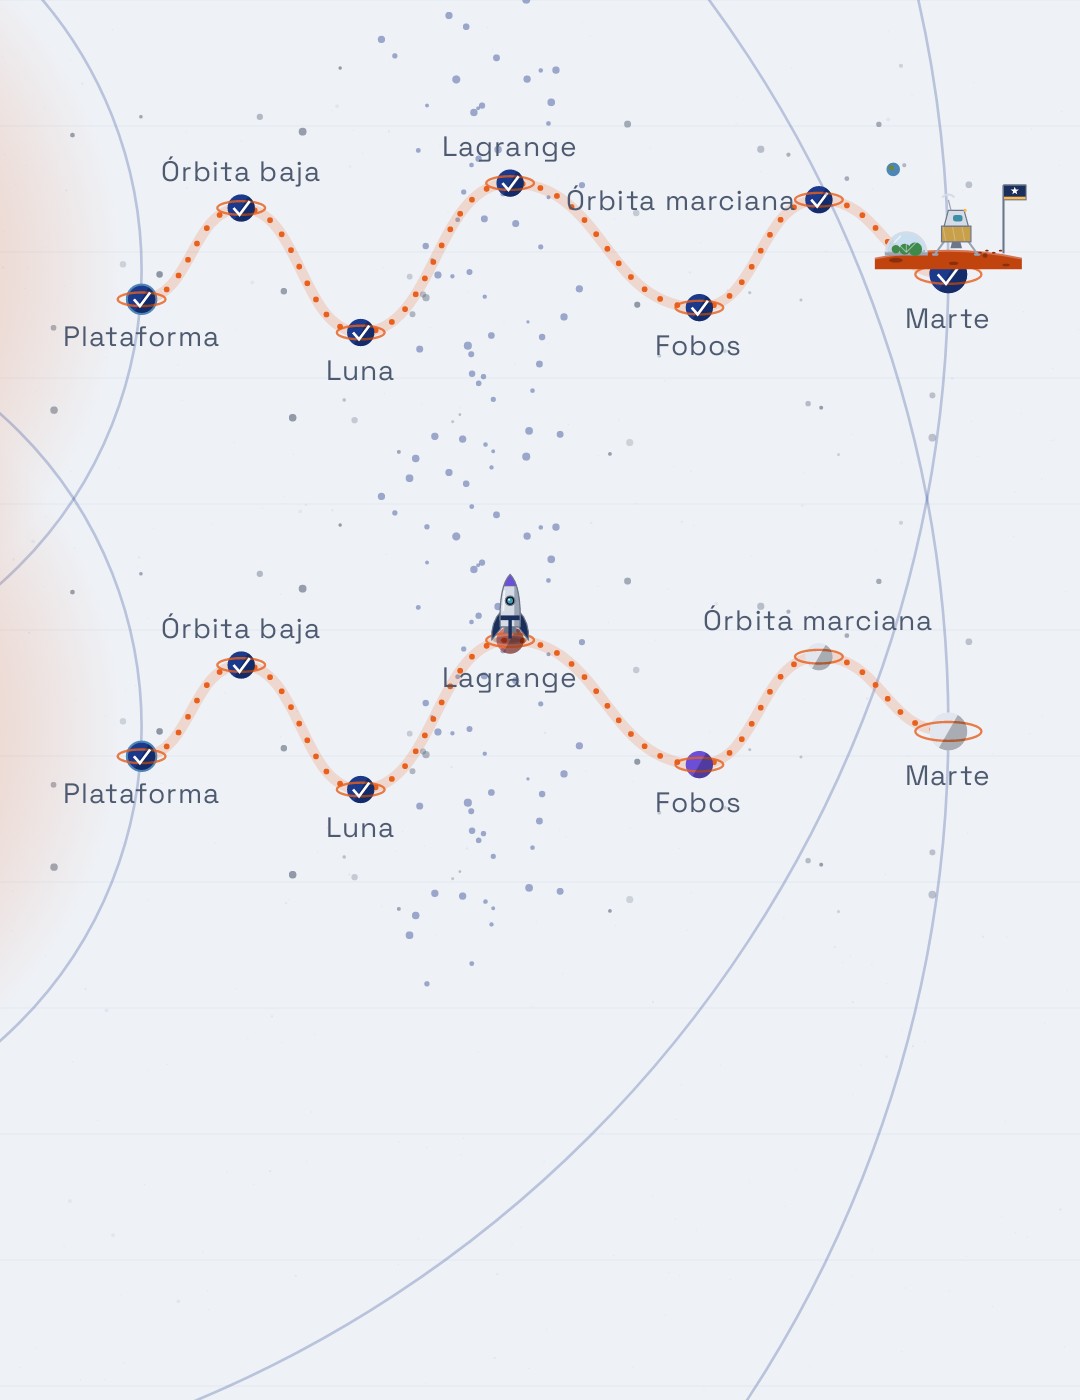 Lagrange
Órbita baja
Órbita marciana
Plataforma
Marte
Fobos
Luna
Órbita baja
Órbita marciana
Lagrange
Plataforma
Marte
Fobos
Luna